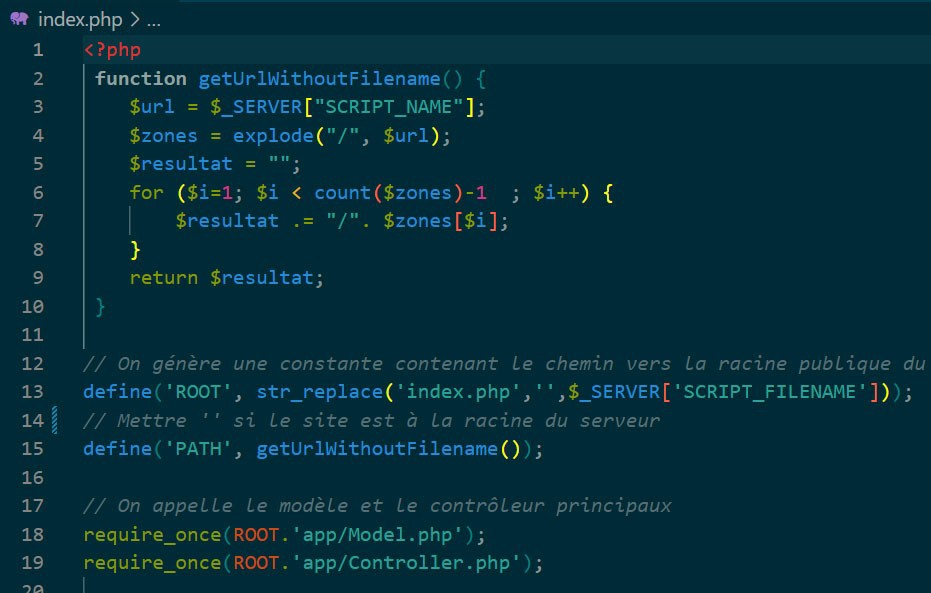 index.php > ...
1 <?php
2 function getUrlWithoutFilename() {
3 $url = $_SERVER["SCRIPT_NAME"];
4 $zones = explode("/", $url);
5 $resultat = "";
6 for ($i=1; $i < count($zones)-1  ; $i++) {
7 $resultat .= "/". $zones[$i];
8 }
9 return $resultat;
10 }
11
12 // On génère une constante contenant le chemin vers la racine publique du
13 define('ROOT', str_replace('index.php','',$_SERVER['SCRIPT_FILENAME']));
14 // Mettre '' si le site est à la racine du serveur
15 define('PATH', getUrlWithoutFilename());
16
17 // On appelle le modèle et le contrôleur principaux
18 require_once(ROOT.'app/Model.php');
19 require_once(ROOT.'app/Controller.php');
20